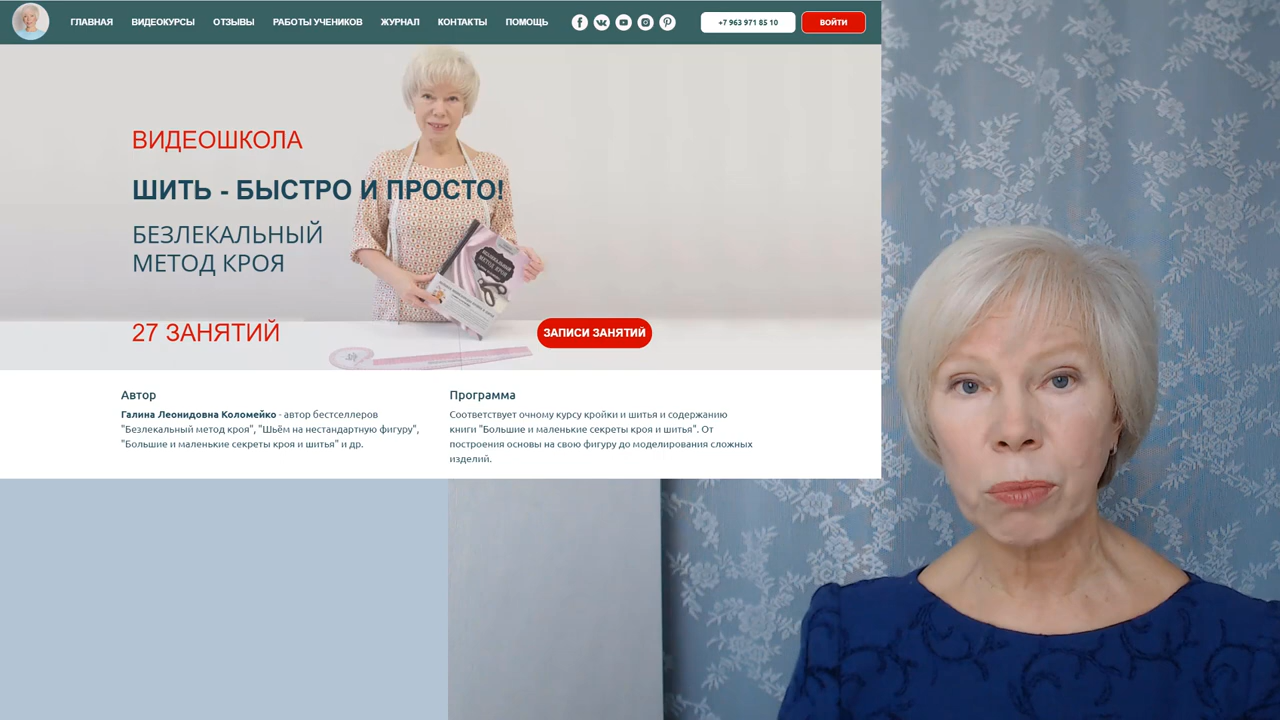 ГЛАВНАЯ ВИДЕОКУРСЫ ОТЗЫВЫ РАБОТЫ УЧЕНИКОВ ЖУРНАЛ КОНТАКТЫ ПОМОЩЬ +7 963 971 85 10 ВОЙТИ
ВИДЕОШКОЛА
ШИТЬ - БЫСТРО И ПРОСТО!
БЕЗЛЕКАЛЬНЫЙ
МЕТОД КРОЯ
БЕЗЛЕКАЛЬНЫЙ
МЕТОД КРОЯ
27 ЗАНЯТИЙ
ЗАПИСИ ЗАНЯТИЙ
Автор
Галина Леонидовна Коломейко - автор бестселлеров
"Безлекальный метод кроя", "Шьём на нестандартную фигуру",
"Большие и маленькие секреты кроя и шитья" и др.
Программа
Соответствует очному курсу кройки и шитья и содержанию
книги "Большие и маленькие секреты кроя и шитья". От
построения основы на свою фигуру до моделирования сложных
изделий.